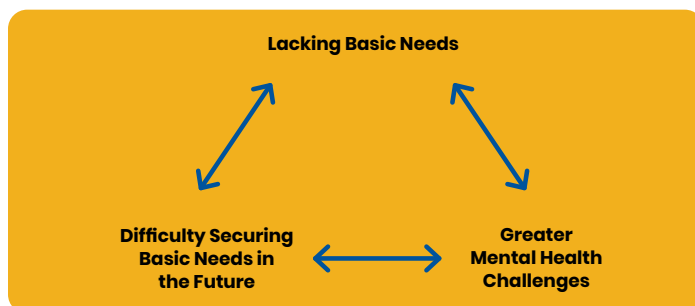 Lacking Basic Needs
Difficulty Securing
Basic Needs in
the Future
Greater
Mental Health
Challenges